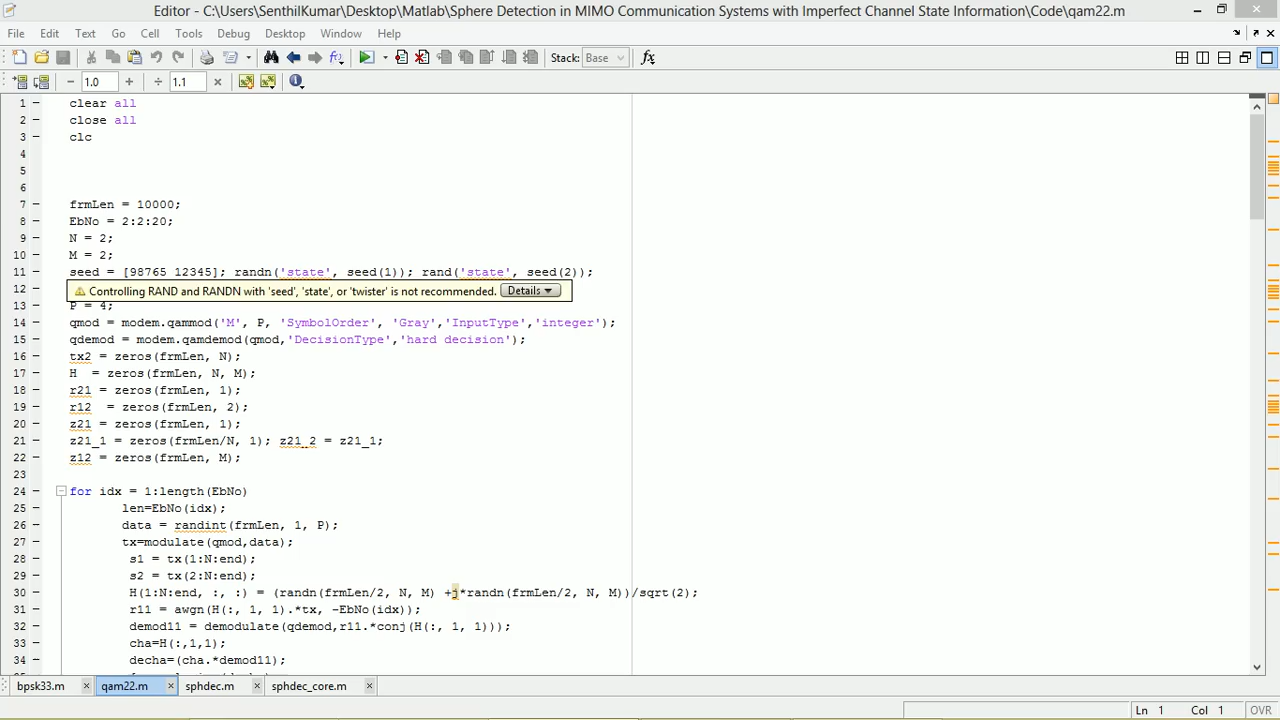 Editor - C:\Users\SenthilKumar\Desktop\Matlab\Sphere Detection in MIMO Communication Systems with Imperfect Channel State Information\Code\qam22.m
File Edit Text Go Cell Tools Debug Desktop Window Help
Stack: Base fx
− 1.0 + ÷ 1.1 ×
1 − clear all
2 − close all
3 − clc
4
5
6
7 − frmLen = 10000;
8 − EbNo = 2:2:20;
9 − N = 2;
10 − M = 2;
11 − seed = [98765 12345]; randn('state', seed(1)); rand('state', seed(2));
12 − Controlling RAND and RANDN with 'seed', 'state', or 'twister' is not recommended. Details
13 − P = 4;
14 − qmod = modem.qammod('M', P, 'SymbolOrder', 'Gray','InputType','integer');
15 − qdemod = modem.qamdemod(qmod,'DecisionType','hard decision');
16 − tx2 = zeros(frmLen, N);
17 − H  = zeros(frmLen, N, M);
18 − r21 = zeros(frmLen, 1);
19 − r12  = zeros(frmLen, 2);
20 − z21 = zeros(frmLen, 1);
21 − z21_1 = zeros(frmLen/N, 1); z21_2 = z21_1;
22 − z12 = zeros(frmLen, M);
23
24 − for idx = 1:length(EbNo)
25 − len=EbNo(idx);
26 − data = randint(frmLen, 1, P);
27 − tx=modulate(qmod,data);
28 − s1 = tx(1:N:end);
29 − s2 = tx(2:N:end);
30 − H(1:N:end, :, :) = (randn(frmLen/2, N, M) +j*randn(frmLen/2, N, M))/sqrt(2);
31 − r11 = awgn(H(:, 1, 1).*tx, -EbNo(idx));
32 − demod11 = demodulate(qdemod,r11.*conj(H(:, 1, 1)));
33 − cha=H(:,1,1);
34 − decha=(cha.*demod11);
bpsk33.m × qam22.m × sphdec.m × sphdec_core.m ×
Ln 1 Col 1 OVR